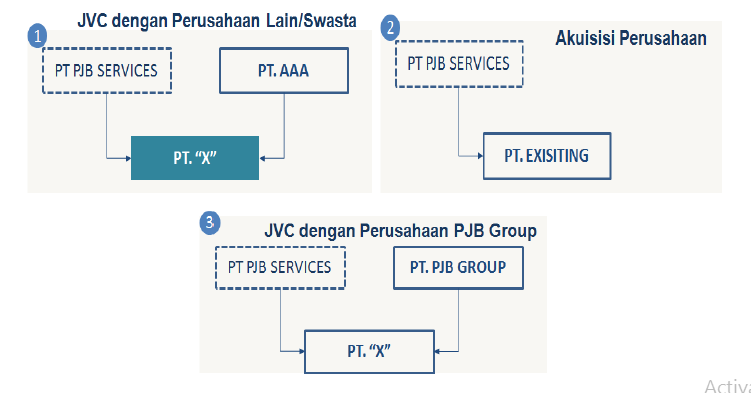 1
JVC dengan Perusahaan Lain/Swasta
PT PJB SERVICES
PT. AAA
PT. “X”
2
Akuisisi Perusahaan
PT PJB SERVICES
PT. EXISITING
3
JVC dengan Perusahaan PJB Group
PT PJB SERVICES
PT. PJB GROUP
PT. “X”